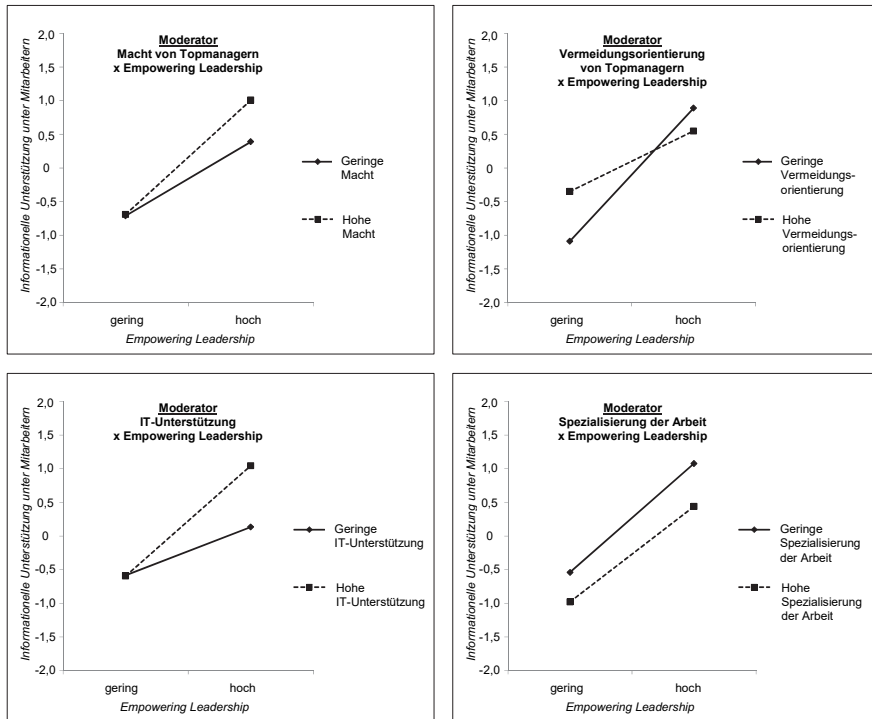 Moderator
Macht von Topmanagern
x Empowering Leadership
Informationelle Unterstützung unter Mitarbeitern
2,0
1,5
1,0
0,5
0
-0,5
-1,0
-1,5
-2,0
gering
hoch
Empowering Leadership
Geringe
Macht
Hohe
Macht
Moderator
Vermeidungsorientierung
von Topmanagern
x Empowering Leadership
Informationelle Unterstützung unter Mitarbeitern
2,0
1,5
1,0
0,5
0
-0,5
-1,0
-1,5
-2,0
gering
hoch
Empowering Leadership
Geringe
Vermeidungs-
orientierung
Hohe
Vermeidungs-
orientierung
Moderator
IT-Unterstützung
x Empowering Leadership
Informationelle Unterstützung unter Mitarbeitern
2,0
1,5
1,0
0,5
0
-0,5
-1,0
-1,5
-2,0
gering
hoch
Empowering Leadership
Geringe
IT-Unterstützung
Hohe
IT-Unterstützung
Moderator
Spezialisierung der Arbeit
x Empowering Leadership
Informationelle Unterstützung unter Mitarbeitern
2,0
1,5
1,0
0,5
0
-0,5
-1,0
-1,5
-2,0
gering
hoch
Empowering Leadership
Geringe
Spezialisierung
der Arbeit
Hohe
Spezialisierung
der Arbeit